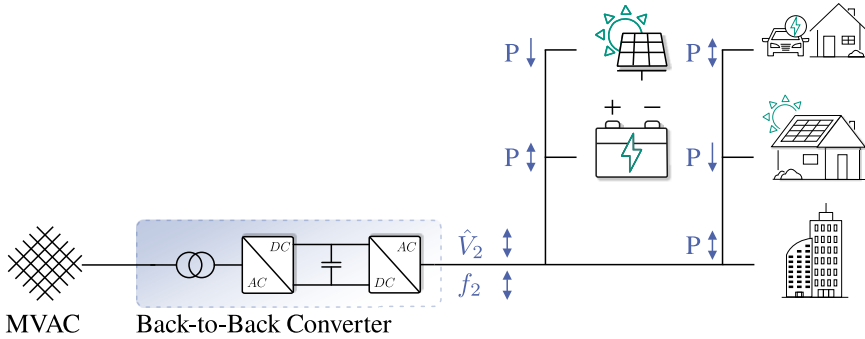 P P
+ −
P P
DC AC
V̂₂ P
AC DC
f₂
MVAC Back-to-Back Converter